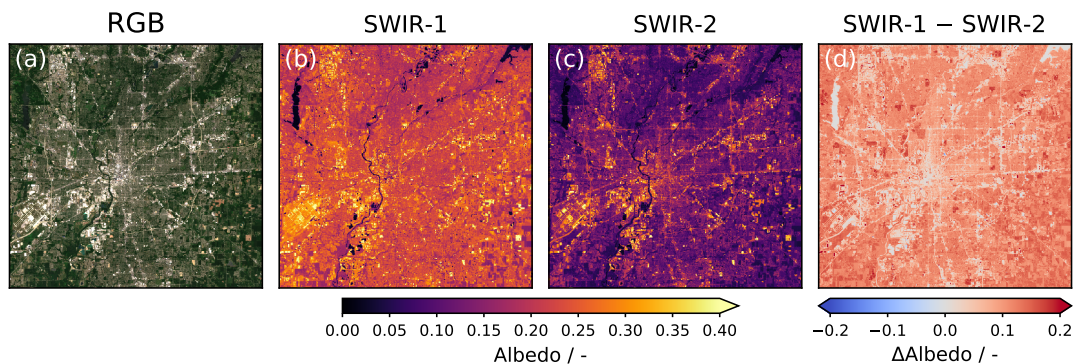 RGB
SWIR-1
SWIR-2
SWIR-1 − SWIR-2
(a)
(b)
(c)
(d)
0.00 0.05 0.10 0.15 0.20 0.25 0.30 0.35 0.40
Albedo / -
−0.2 −0.1 0.0 0.1 0.2
ΔAlbedo / -